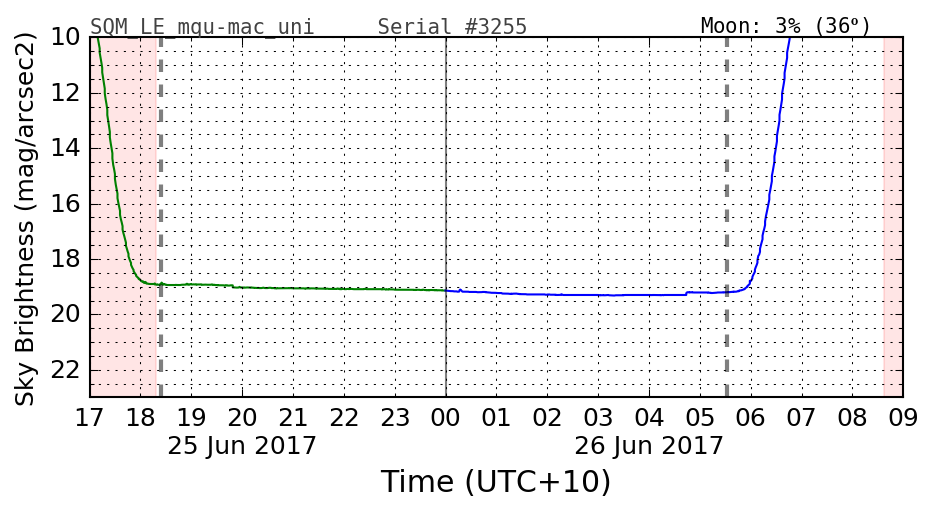 SQM_LE_mqu-mac_uni Serial #3255 Moon: 3% (36°)
Sky Brightness (mag/arcsec2)
10
12
14
16
18
20
22
17 18 19 20 21 22 23 00 01 02 03 04 05 06 07 08 09
25 Jun 2017 26 Jun 2017
Time (UTC+10)